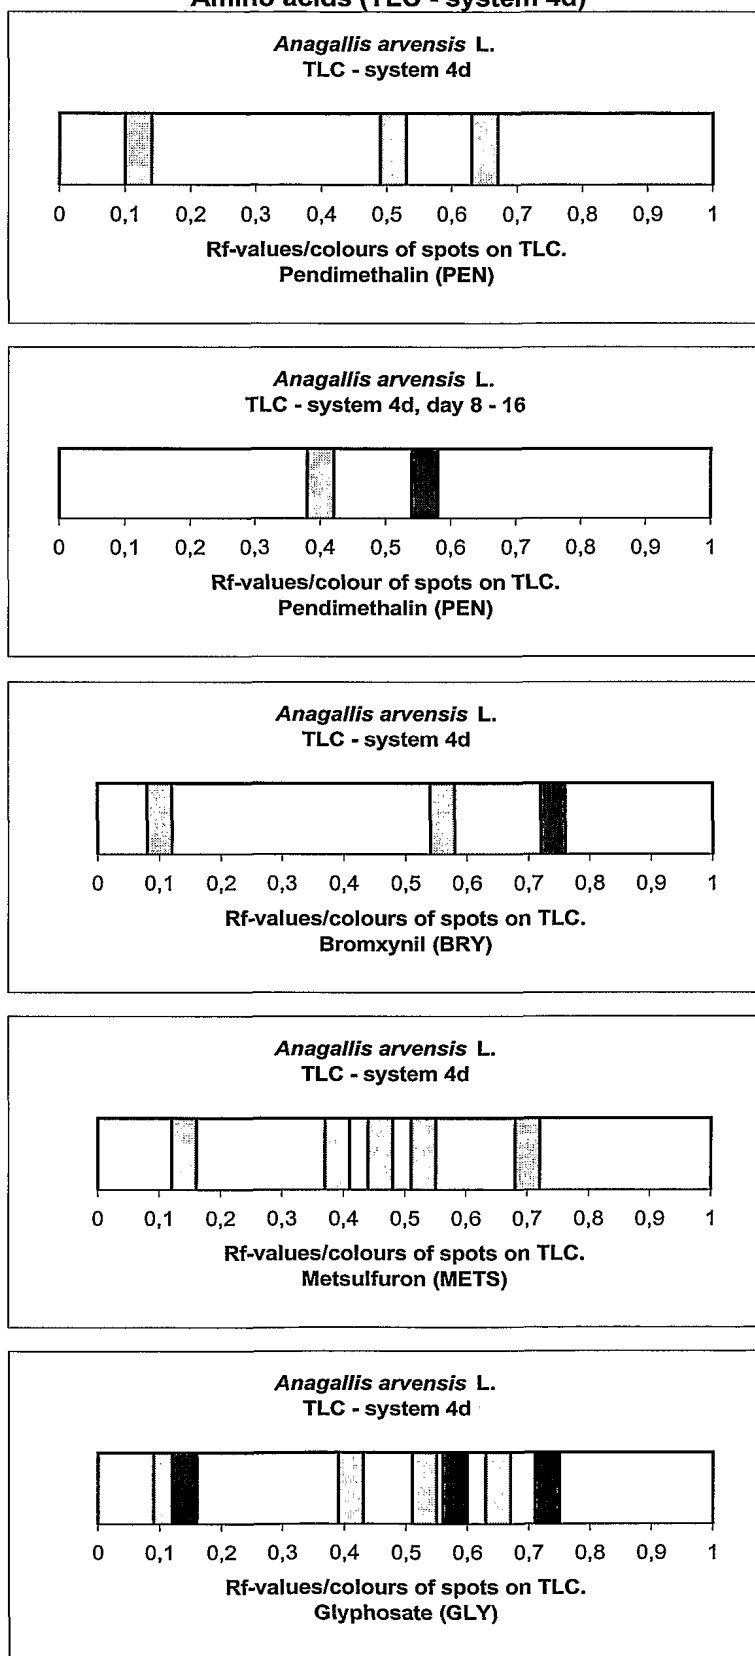 Amino acids (TLC - system 4d)
Anagallis arvensis L.
TLC - system 4d
0 0,1 0,2 0,3 0,4 0,5 0,6 0,7 0,8 0,9 1
Rf-values/colours of spots on TLC.
Pendimethalin (PEN)
Anagallis arvensis L.
TLC - system 4d, day 8 - 16
0 0,1 0,2 0,3 0,4 0,5 0,6 0,7 0,8 0,9 1
Rf-values/colour of spots on TLC.
Pendimethalin (PEN)
Anagallis arvensis L.
TLC - system 4d
0 0,1 0,2 0,3 0,4 0,5 0,6 0,7 0,8 0,9 1
Rf-values/colours of spots on TLC.
Bromxynil (BRY)
Anagallis arvensis L.
TLC - system 4d
0 0,1 0,2 0,3 0,4 0,5 0,6 0,7 0,8 0,9 1
Rf-values/colours of spots on TLC.
Metsulfuron (METS)
Anagallis arvensis L.
TLC - system 4d
0 0,1 0,2 0,3 0,4 0,5 0,6 0,7 0,8 0,9 1
Rf-values/colours of spots on TLC.
Glyphosate (GLY)